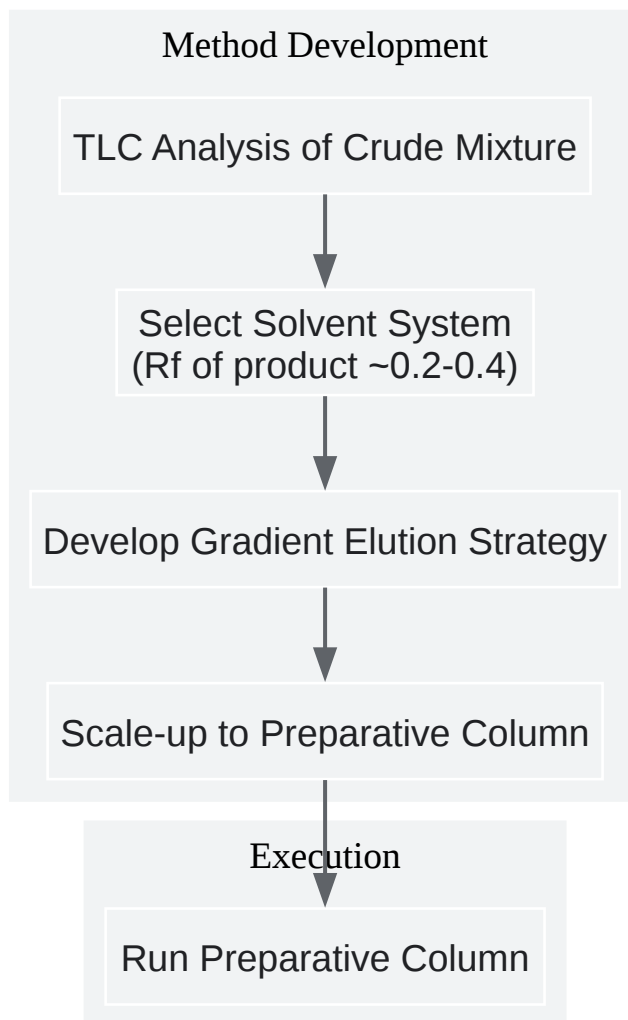 Method Development
TLC Analysis of Crude Mixture
Select Solvent System
(Rf of product ~0.2-0.4)
Develop Gradient Elution Strategy
Scale-up to Preparative Column
Execution
Run Preparative Column